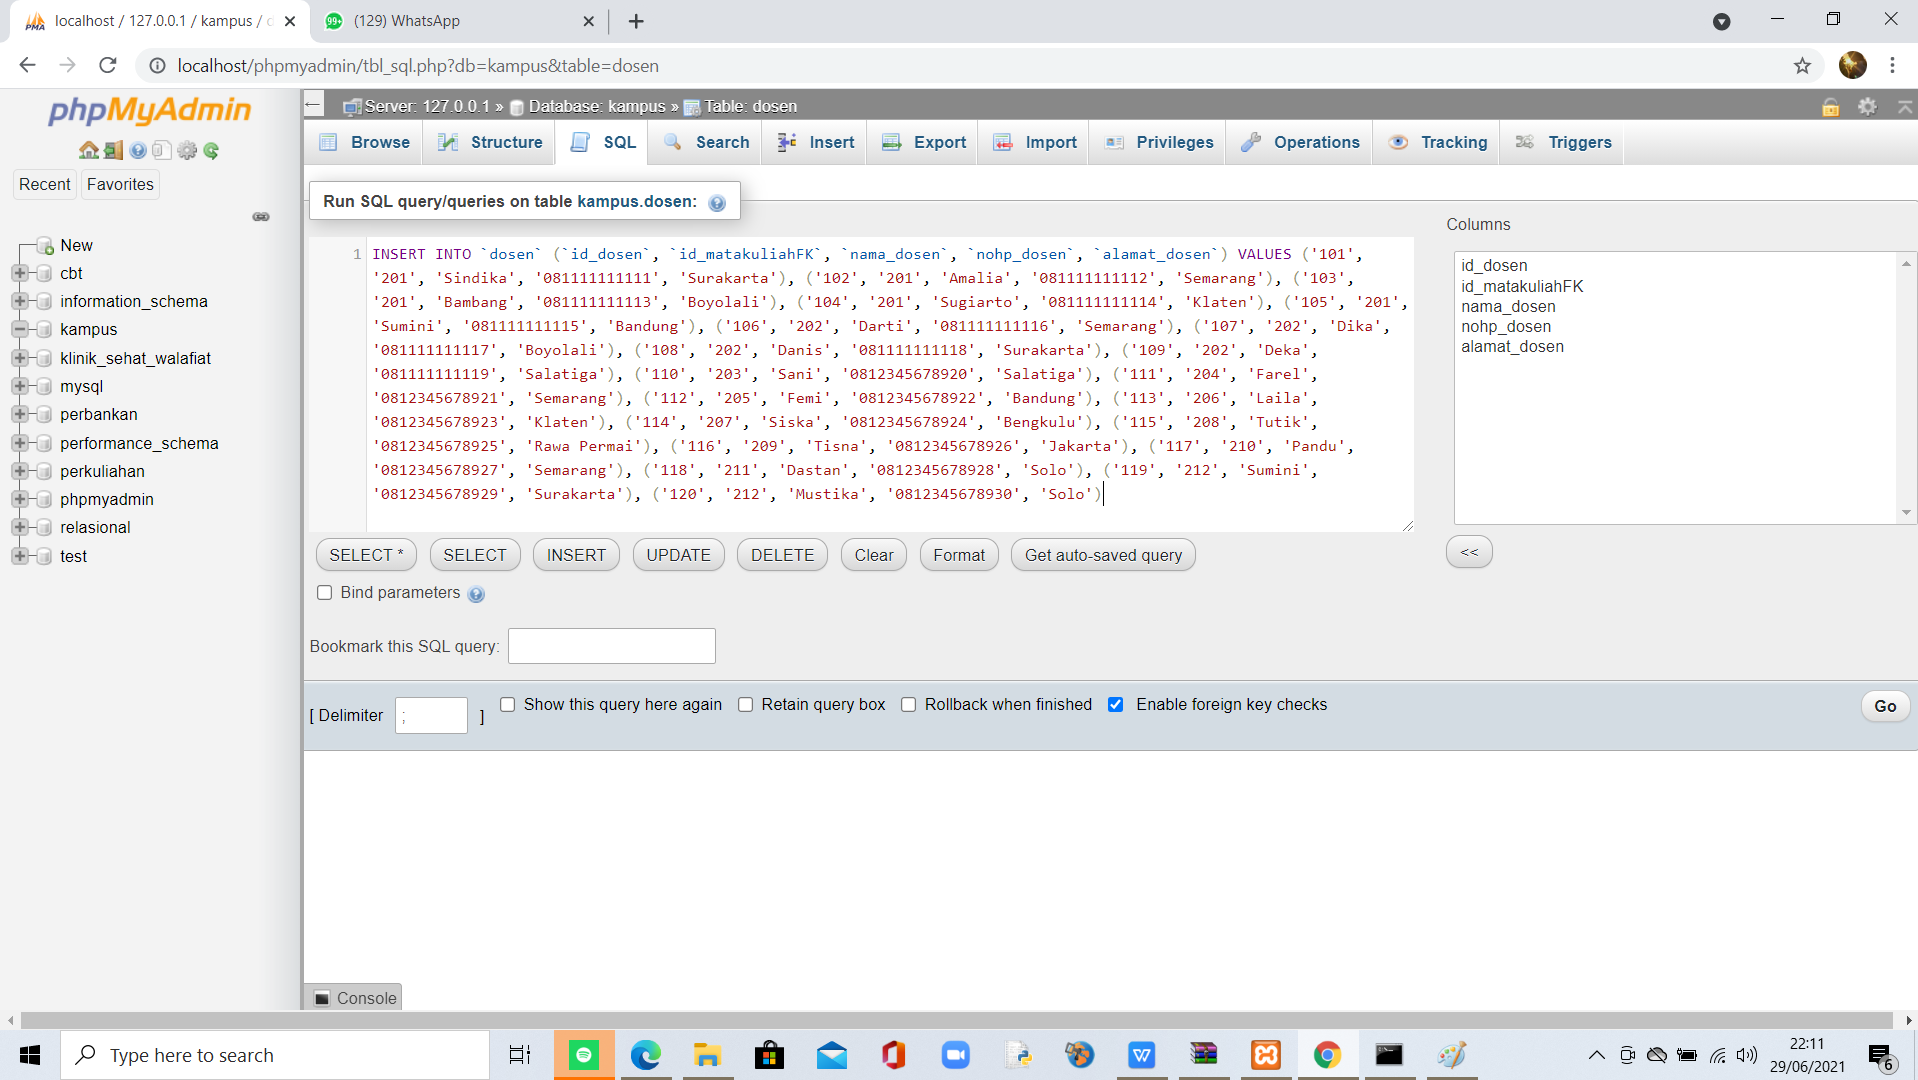 localhost / 127.0.0.1 / kampus / d
99+ (129) WhatsApp
localhost/phpmyadmin/tbl_sql.php?db=kampus&table=dosen
phpMyAdmin
Recent Favorites
New
cbt
information_schema
kampus
klinik_sehat_walafiat
mysql
perbankan
performance_schema
perkuliahan
phpmyadmin
relasional
test
Server: 127.0.0.1 » Database: kampus » Table: dosen
Browse Structure SQL Search Insert Export Import Privileges Operations Tracking Triggers
Run SQL query/queries on table kampus.dosen:
1 INSERT INTO `dosen` (`id_dosen`, `id_matakuliahFK`, `nama_dosen`, `nohp_dosen`, `alamat_dosen`) VALUES ('101',
'201', 'Sindika', '081111111111', 'Surakarta'), ('102', '201', 'Amalia', '081111111112', 'Semarang'), ('103',
'201', 'Bambang', '081111111113', 'Boyolali'), ('104', '201', 'Sugiarto', '081111111114', 'Klaten'), ('105', '201',
'Sumini', '081111111115', 'Bandung'), ('106', '202', 'Darti', '081111111116', 'Semarang'), ('107', '202', 'Dika',
'081111111117', 'Boyolali'), ('108', '202', 'Danis', '081111111118', 'Surakarta'), ('109', '202', 'Deka',
'081111111119', 'Salatiga'), ('110', '203', 'Sani', '0812345678920', 'Salatiga'), ('111', '204', 'Farel',
'0812345678921', 'Semarang'), ('112', '205', 'Femi', '0812345678922', 'Bandung'), ('113', '206', 'Laila',
'0812345678923', 'Klaten'), ('114', '207', 'Siska', '0812345678924', 'Bengkulu'), ('115', '208', 'Tutik',
'0812345678925', 'Rawa Permai'), ('116', '209', 'Tisna', '0812345678926', 'Jakarta'), ('117', '210', 'Pandu',
'0812345678927', 'Semarang'), ('118', '211', 'Dastan', '0812345678928', 'Solo'), ('119', '212', 'Sumini',
'0812345678929', 'Surakarta'), ('120', '212', 'Mustika', '0812345678930', 'Solo')
Columns
id_dosen
id_matakuliahFK
nama_dosen
nohp_dosen
alamat_dosen
<<
SELECT * SELECT INSERT UPDATE DELETE Clear Format Get auto-saved query
Bind parameters
Bookmark this SQL query:
[ Delimiter ; ] Show this query here again Retain query box Rollback when finished Enable foreign key checks Go
Console
Type here to search
22:11
29/06/2021
6